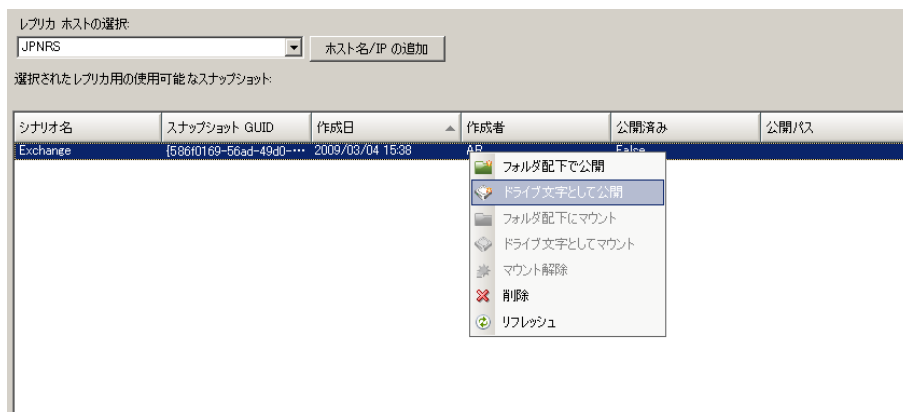 レプリカ ホストの選択:
JPNRS ホスト名/IP の追加
選択されたレプリカ用の使用可能なスナップショット:
シナリオ名 スナップショット GUID 作成日 作成者 公開済み 公開パス
Exchange {586f0169-56ad-49d0-… 2009/03/04 15:38 AR False
フォルダ配下で公開
ドライブ文字として公開
フォルダ配下にマウント
ドライブ文字としてマウント
マウント解除
削除
リフレッシュ